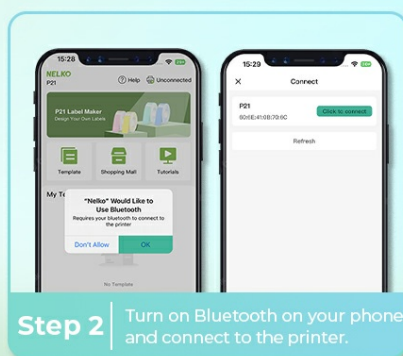 15:28
NELKO
P21
Help
Unconnected
P21 Label Maker
Design Your Own Labels
Template
Shopping Mall
Tutorials
My Te
"Nelko" Would Like to
Use Bluetooth
Requires your bluetooth to connect to
the printer
Don't Allow
OK
No Template
15:29
Connect
P21
Click to connect
Refresh
Step 2
Turn on Bluetooth on your phone
and connect to the printer.